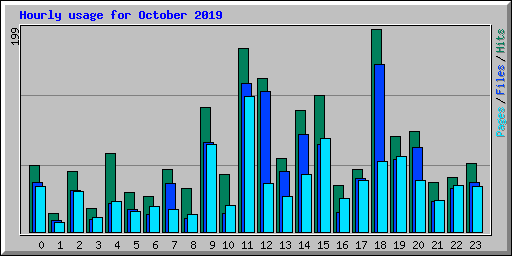 Hourly usage for October 2019
199
Pages/Files/Hits
0 1 2 3 4 5 6 7 8 9 10 11 12 13 14 15 16 17 18 19 20 21 22 23